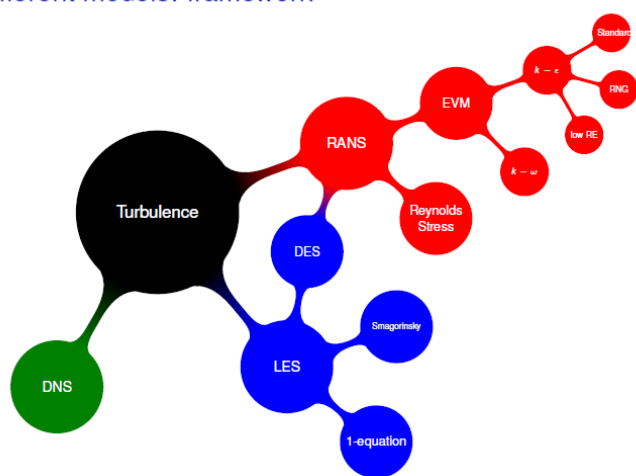 Standard
k − ε
RNG
EVM
low RE
RANS
k − ω
Turbulence
Reynolds
Stress
DES
Smagorinsky
LES
DNS
1-equation